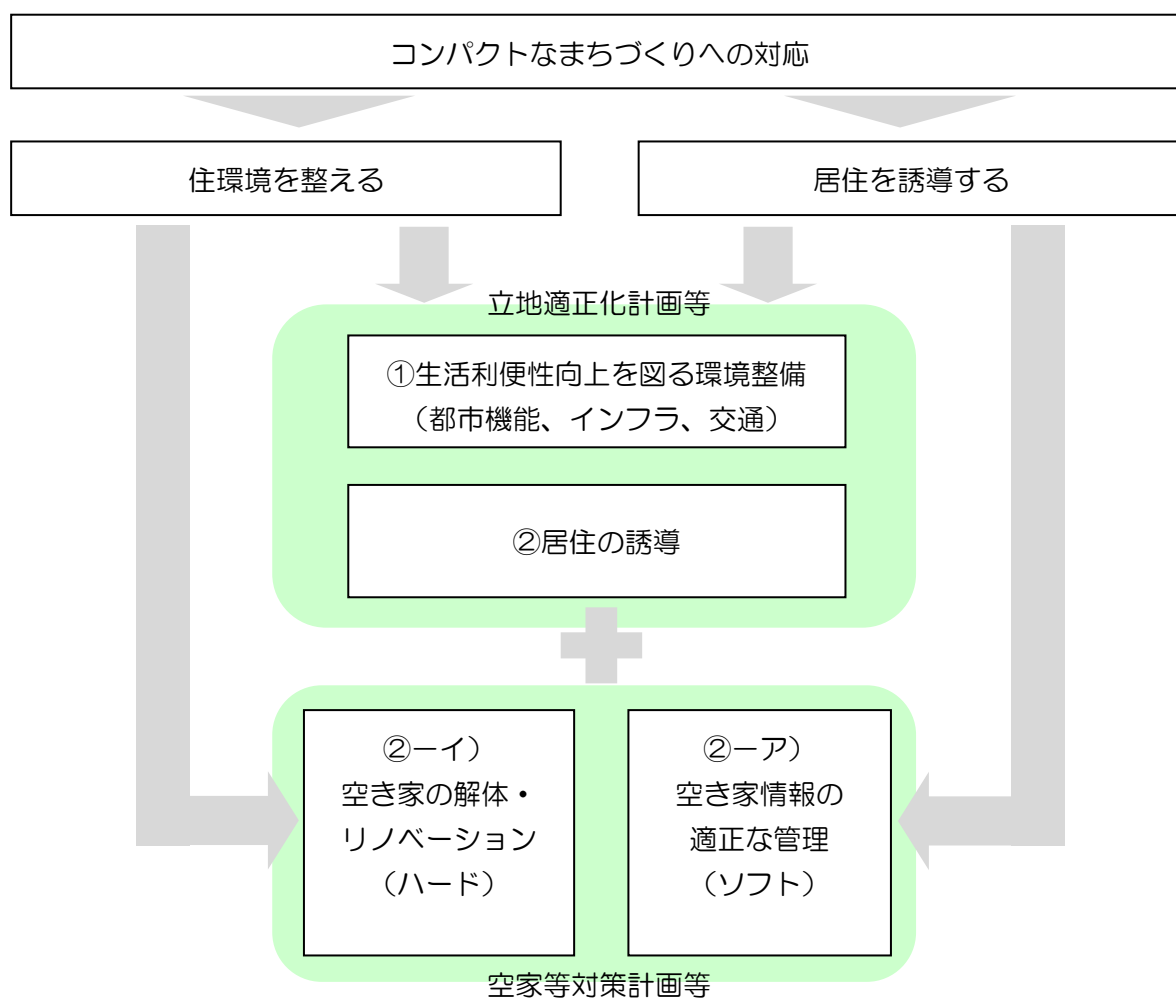 コンパクトなまちづくりへの対応
住環境を整える
居住を誘導する
立地適正化計画等
①生活利便性向上を図る環境整備
（都市機能、インフラ、交通）
②居住の誘導
②－イ）
空き家の解体・
リノベーション
（ハード）
②－ア）
空き家情報の
適正な管理
（ソフト）
空家等対策計画等